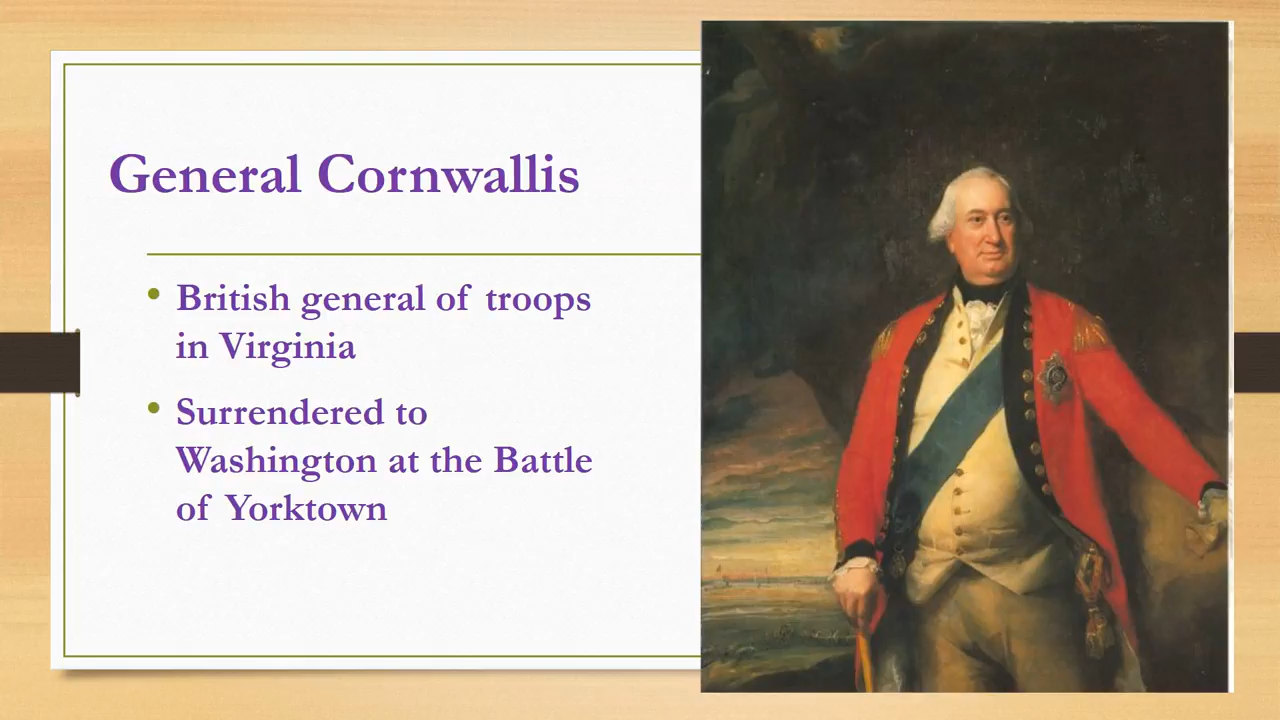 General Cornwallis
• British general of troops
in Virginia
• Surrendered to
Washington at the Battle
of Yorktown